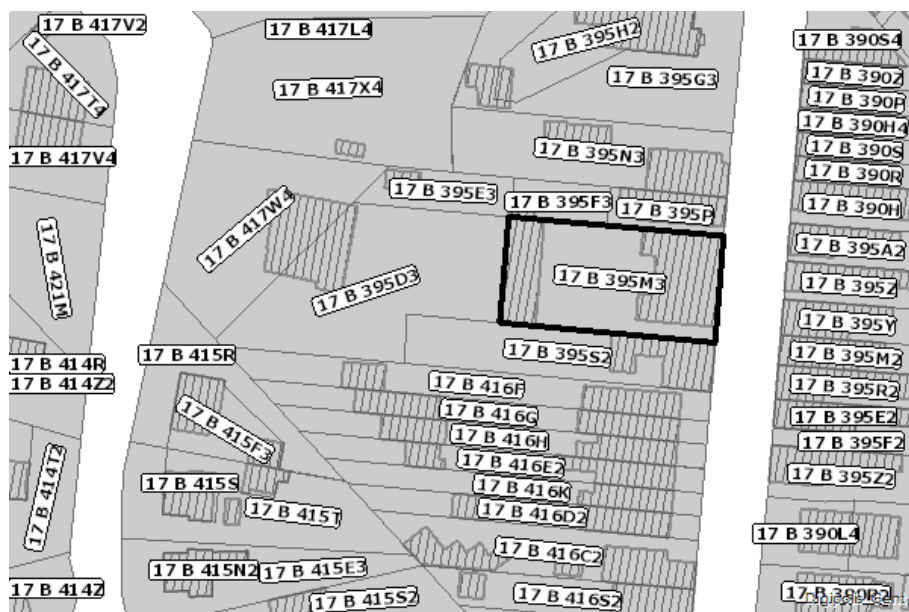 17 B 417V2
17 B 417L4
17 B 395H2
17 B 390S4
17 B 417T4
17 B 417X4
17 B 395G3
17 B 390Z
17 B 390P
17 B 390H4
17 B 417V4
17 B 395N3
17 B 390S
17 B 390R
17 B 395E3
17 B 395F3
17 B 395P
17 B 390H
17 B 417W4
17 B 395A2
17 B 421M
17 B 395D3
17 B 395M3
17 B 395Z
17 B 395Y
17 B 414R
17 B 415R
17 B 395S2
17 B 395M2
17 B 414Z2
17 B 416F
17 B 395R2
17 B 416G
17 B 395E2
17 B 415F3
17 B 416H
17 B 395F2
17 B 416E2
17 B 395Z2
17 B 414T2
17 B 415S
17 B 416K
17 B 415T
17 B 416D2
17 B 390L4
17 B 416C2
17 B 415N2
17 B 415E3
17 B 414Z
17 B 415S2
17 B 416S2